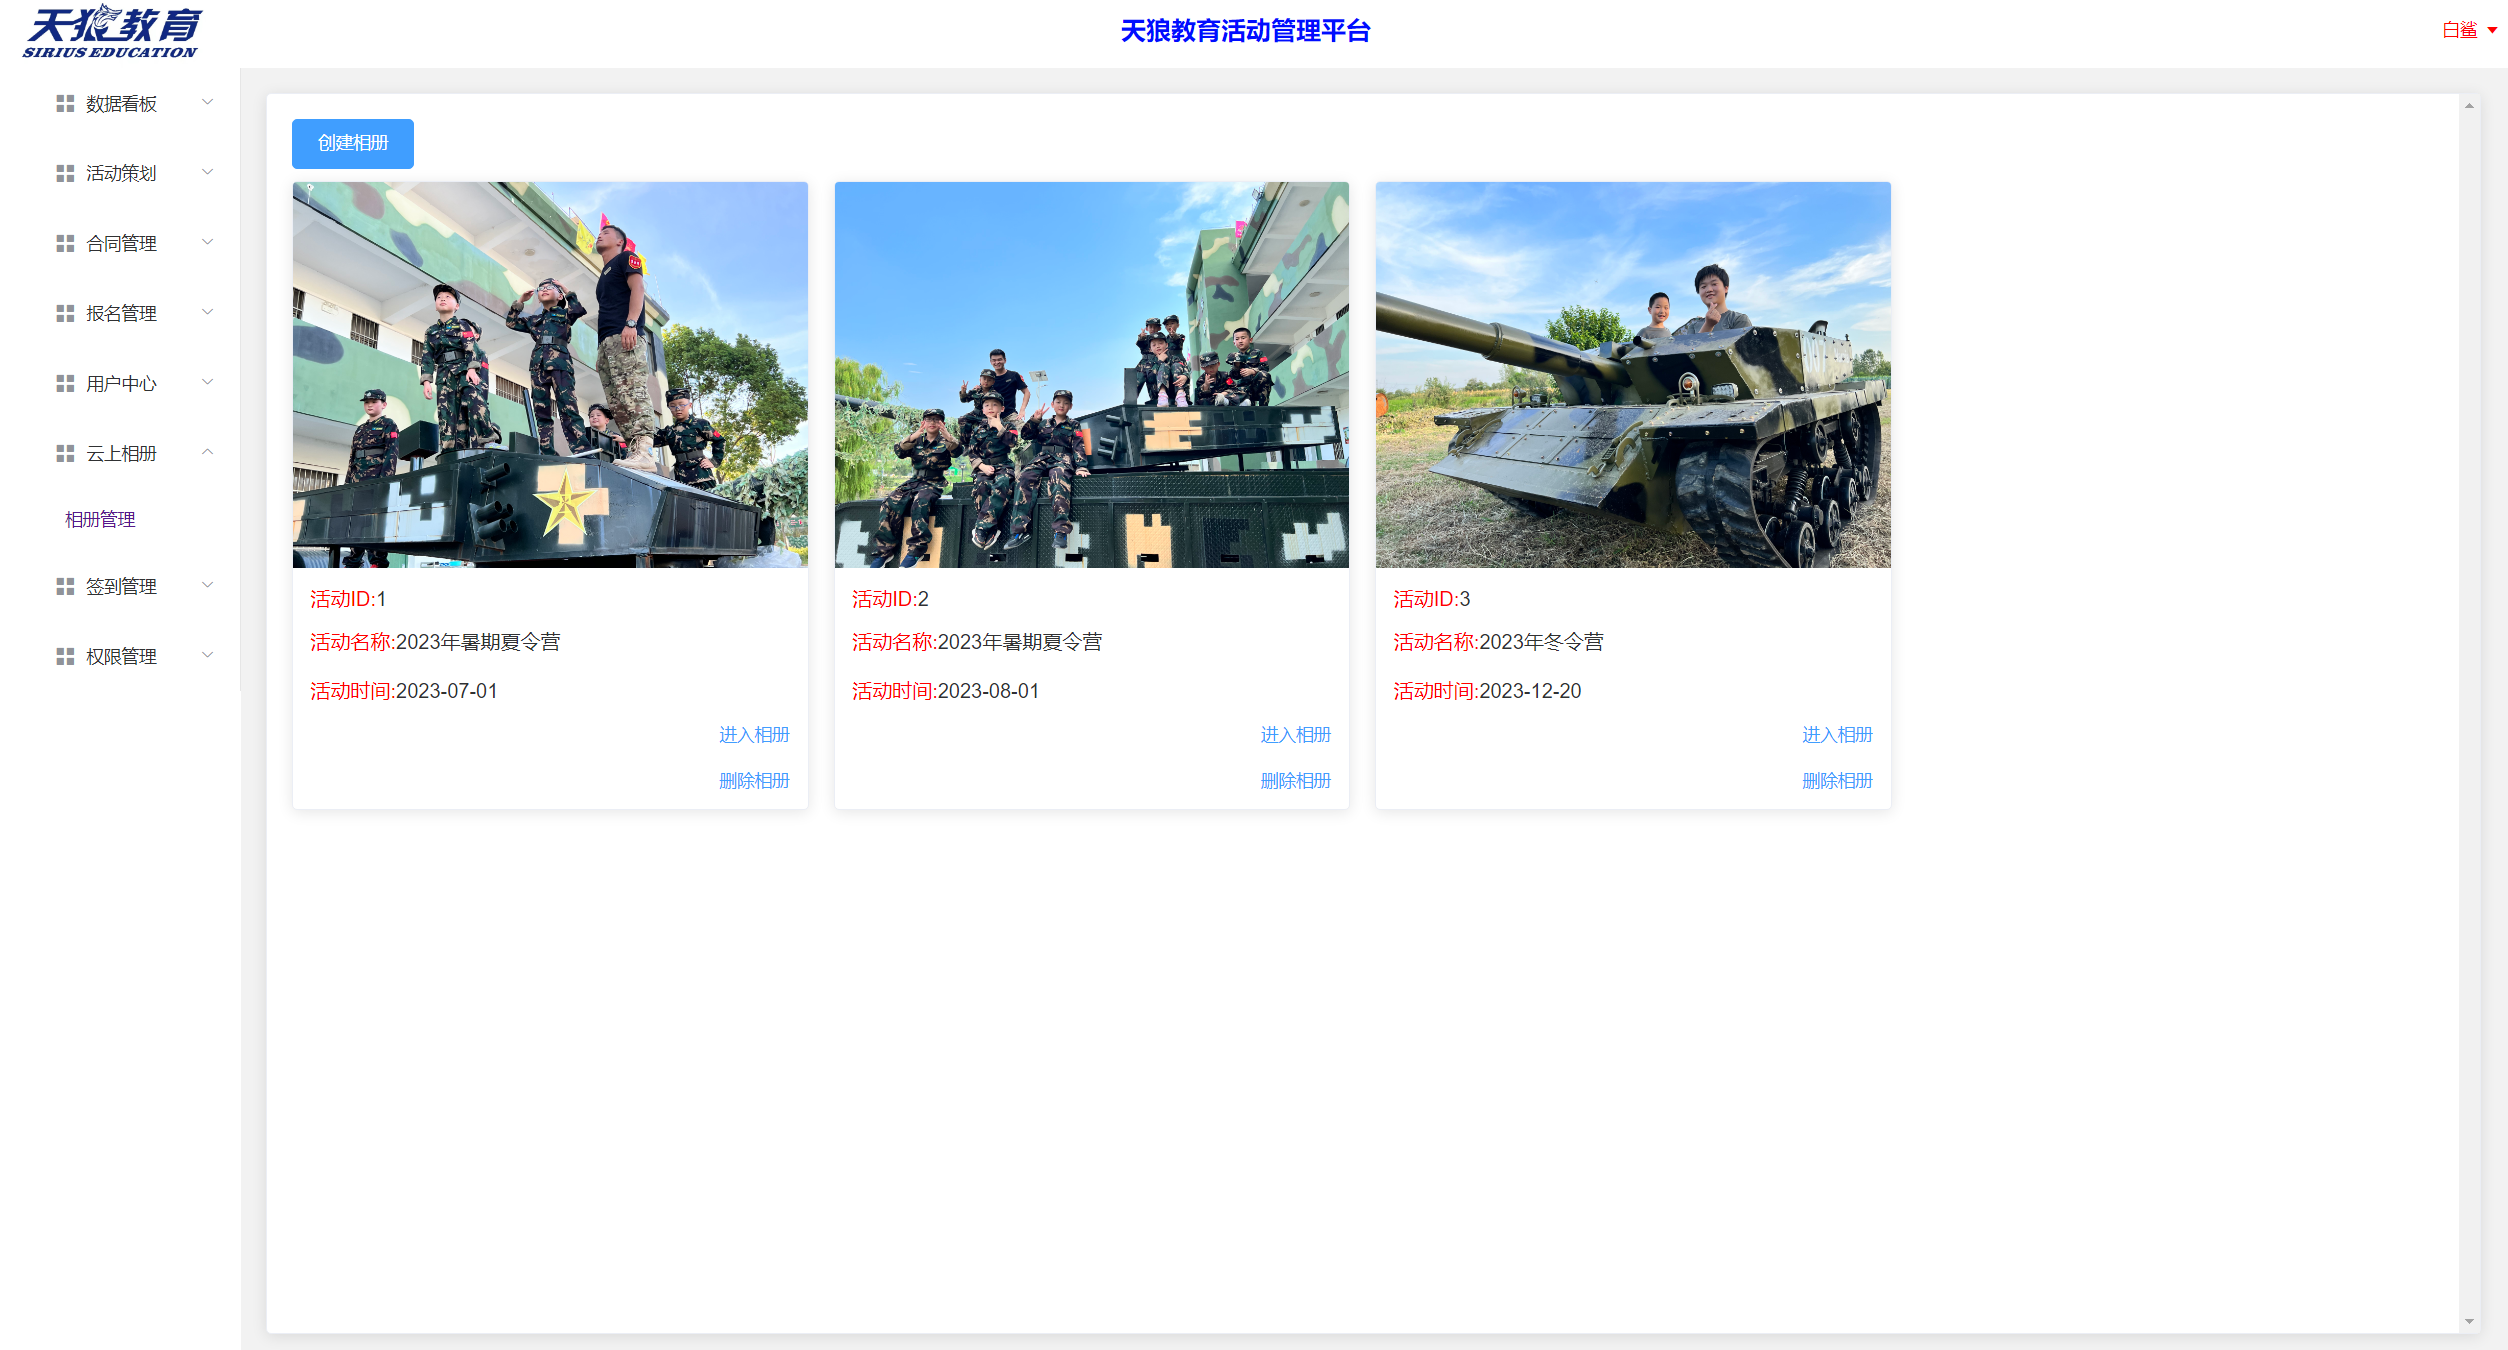 天狼教育
SIRIUS EDUCATION
天狼教育活动管理平台
白鲨
数据看板
活动策划
合同管理
报名管理
用户中心
云上相册
相册管理
签到管理
权限管理
创建相册
活动ID:1
活动名称:2023年暑期夏令营
活动时间:2023-07-01
进入相册
删除相册
活动ID:2
活动名称:2023年暑期夏令营
活动时间:2023-08-01
进入相册
删除相册
活动ID:3
活动名称:2023年冬令营
活动时间:2023-12-20
进入相册
删除相册